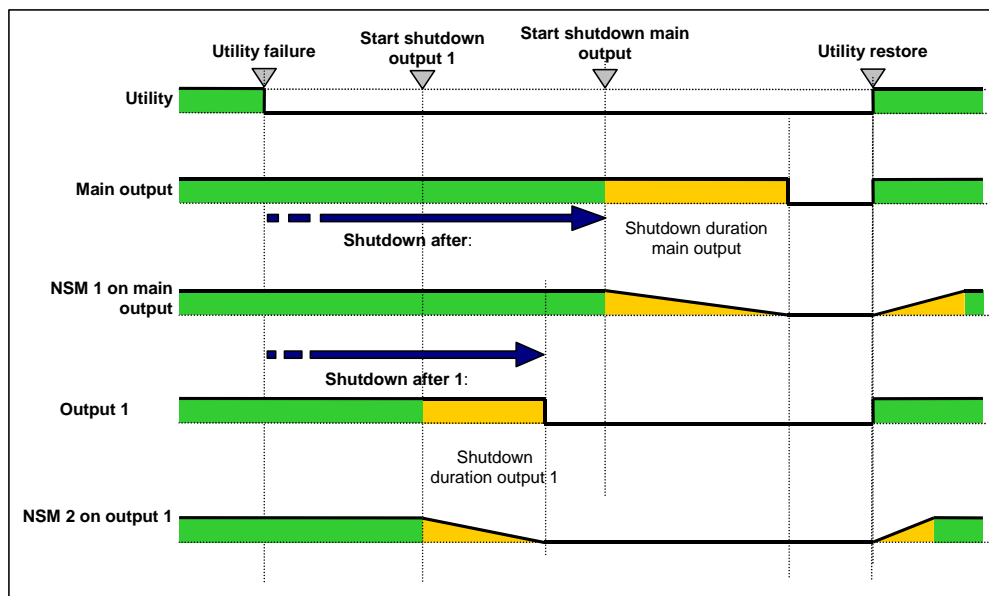 Utility failure
Start shutdown
output 1
Start shutdown main
output
Utility restore
Utility
Main output
Shutdown after:
Shutdown duration
main output
NSM 1 on main
output
Shutdown after 1:
Output 1
Shutdown
duration output 1
NSM 2 on output 1